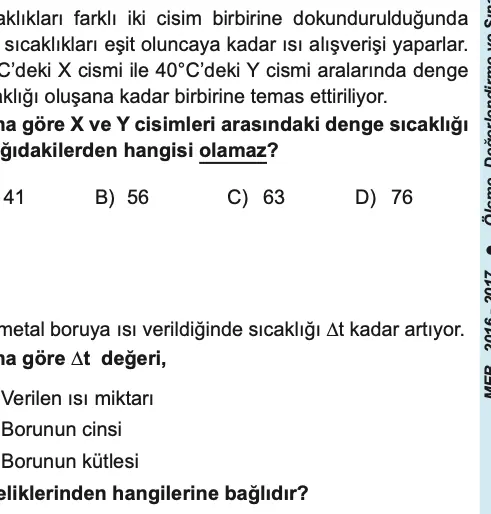 aklıkları farklı iki cisim birbirine dokundurulduğunda
sıcaklıkları eşit oluncaya kadar ısı alışverişi yaparlar.
C'deki X cismi ile 40°C'deki Y cismi aralarında denge
aklığı oluşana kadar birbirine temas ettiriliyor.
na göre X ve Y cisimleri arasındaki denge sıcaklığı
ğıdakilerden hangisi olamaz?
41 B) 56 C) 63 D) 76
metal boruya ısı verildiğinde sıcaklığı ∆t kadar artıyor.
na göre ∆t değeri,
Verilen ısı miktarı
Borunun cinsi
Borunun kütlesi
eliklerinden hangilerine bağlıdır?
MEB 2016 - 2017 ● Ölçme, Değerlendirme ve Sına